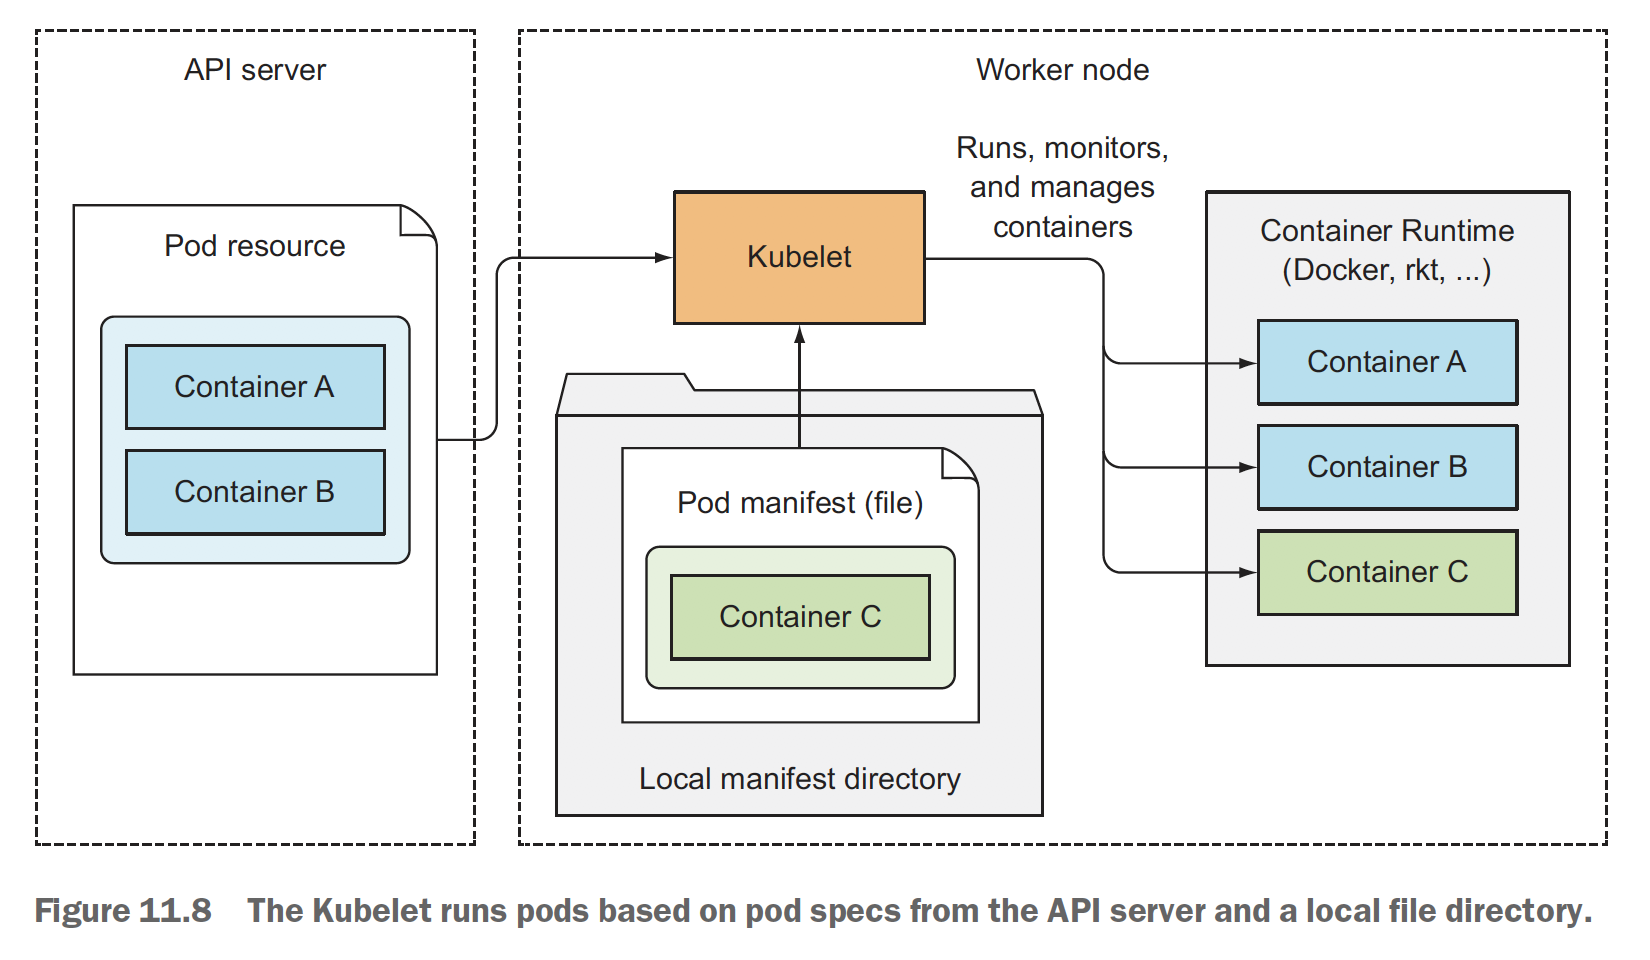 API server
Pod resource
Container A
Container B
Worker node
Kubelet
Runs, monitors,
and manages
containers
Pod manifest (file)
Container C
Local manifest directory
Container Runtime
(Docker, rkt, ...)
Container A
Container B
Container C
Figure 11.8 The Kubelet runs pods based on pod specs from the API server and a local file directory.